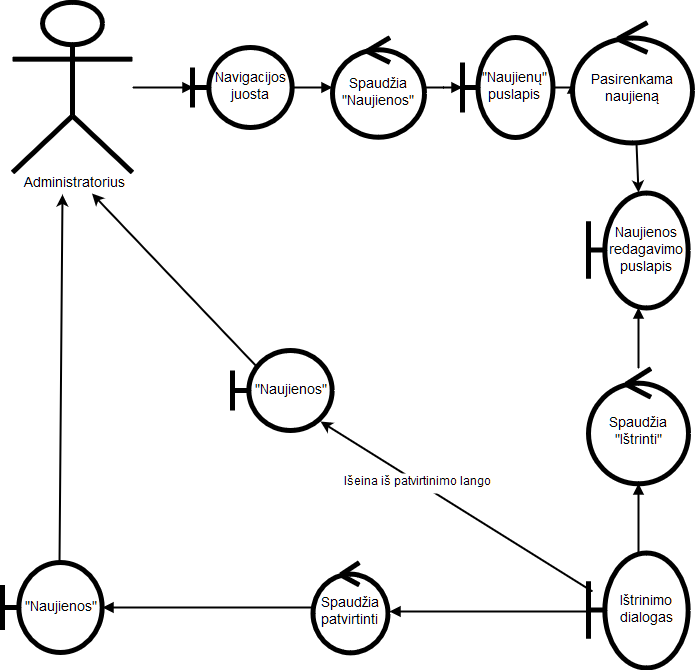 Navigacijos
juosta
Spaudžia
"Naujienos"
"Naujienų"
puslapis
Pasirenkama
naujieną
Administratorius
Naujienos
redagavimo
puslapis
"Naujienos"
Spaudžia
"Ištrinti"
Išeina iš patvirtinimo lango
"Naujienos"
Spaudžia
patvirtinti
Ištrinimo
dialogas